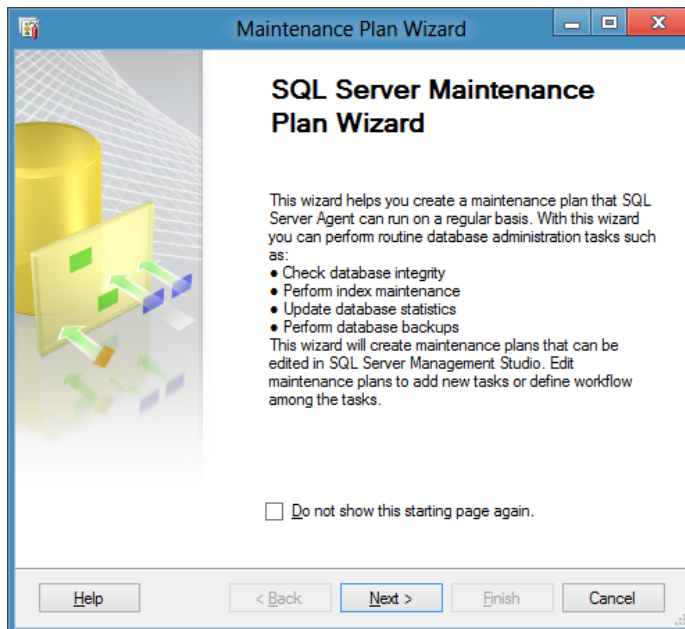 Maintenance Plan Wizard
SQL Server Maintenance
Plan Wizard
This wizard helps you create a maintenance plan that SQL
Server Agent can run on a regular basis. With this wizard
you can perform routine database administration tasks such
as:
● Check database integrity
● Perform index maintenance
● Update database statistics
● Perform database backups
This wizard will create maintenance plans that can be
edited in SQL Server Management Studio. Edit
maintenance plans to add new tasks or define workflow
among the tasks.
Do not show this starting page again.
Help < Back Next > Finish Cancel